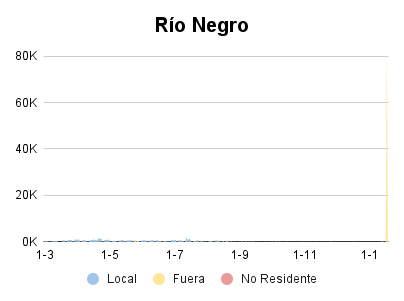 Río Negro
80K
60K
40K
20K
0K
1-3 1-5 1-7 1-9 1-11 1-1
Local Fuera No Residente